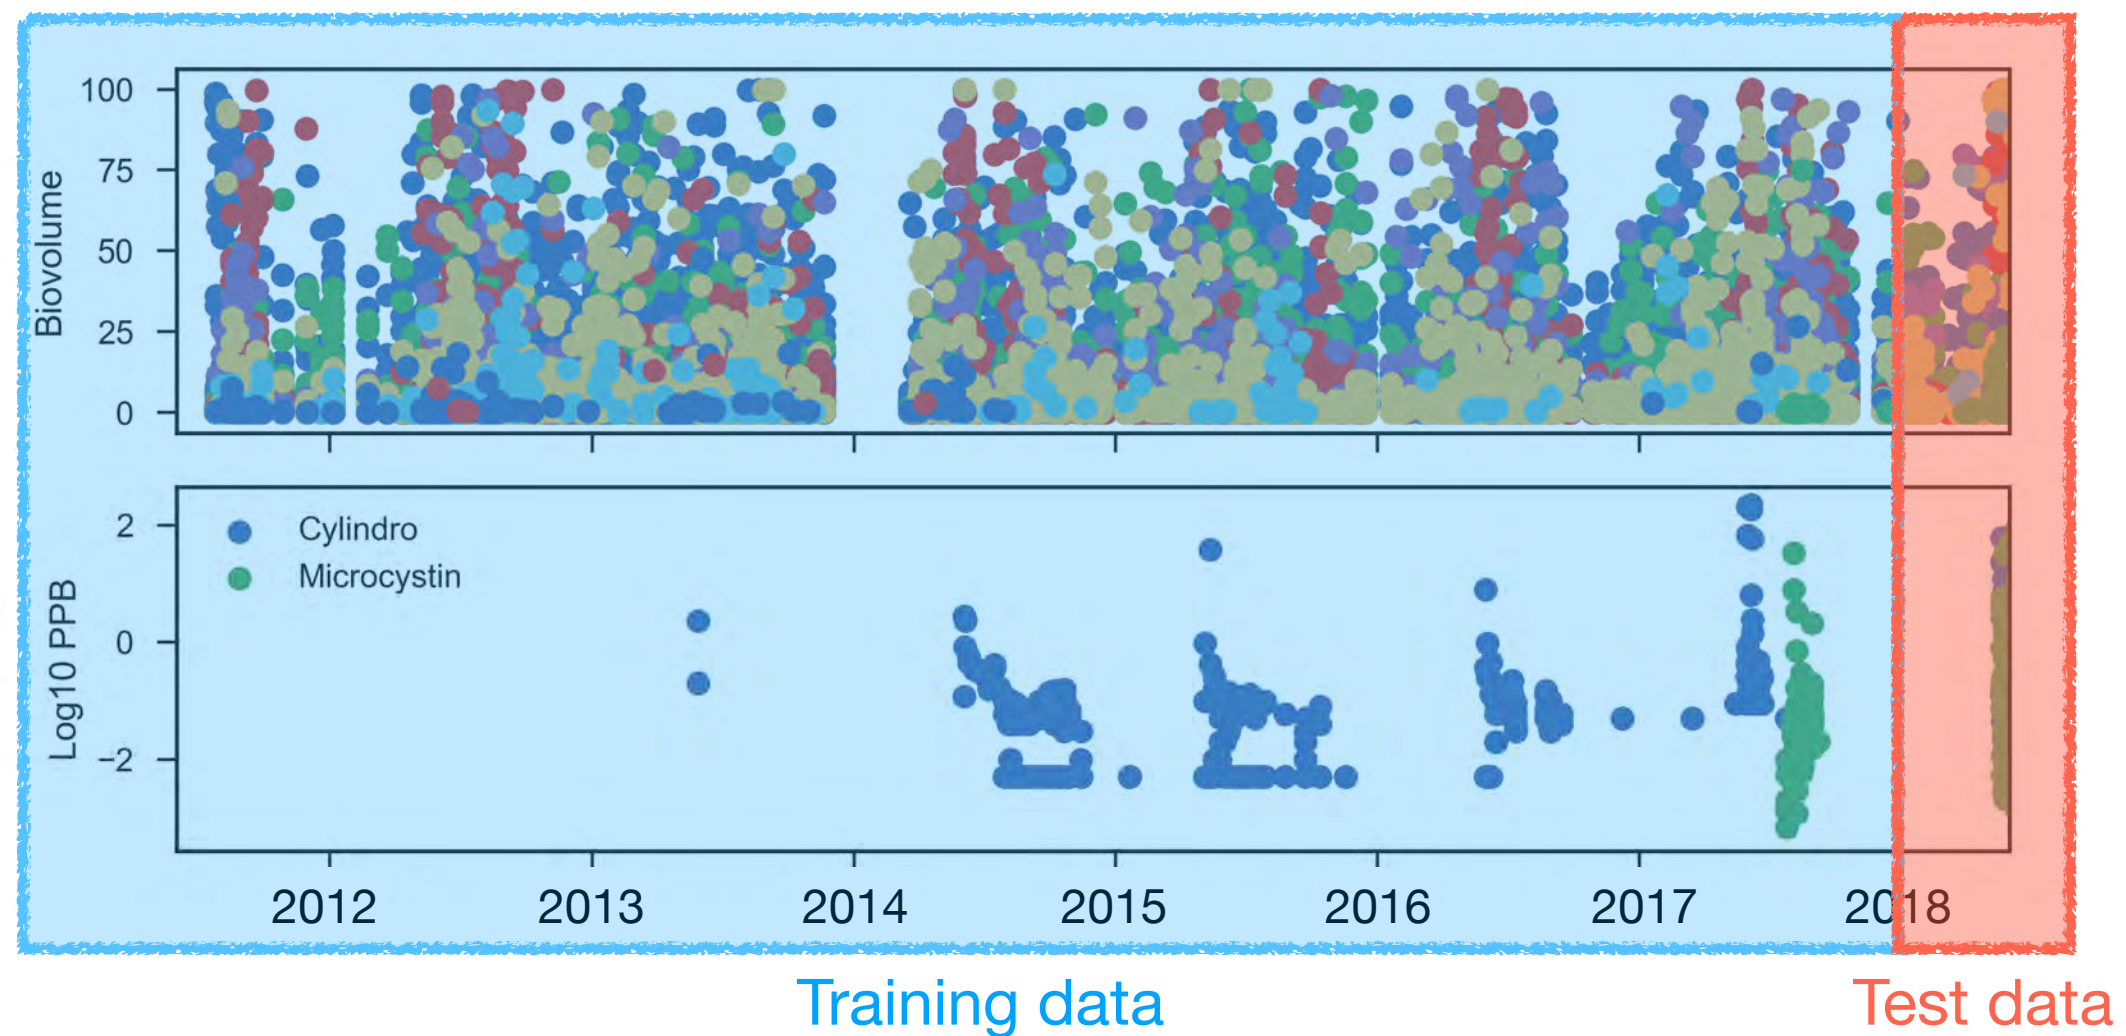 Biovolume
100
75
50
25
0
Log10 PPB
2
0
−2
Cylindro
Microcystin
2012 2013 2014 2015 2016 2017 2018
Training data
Test data